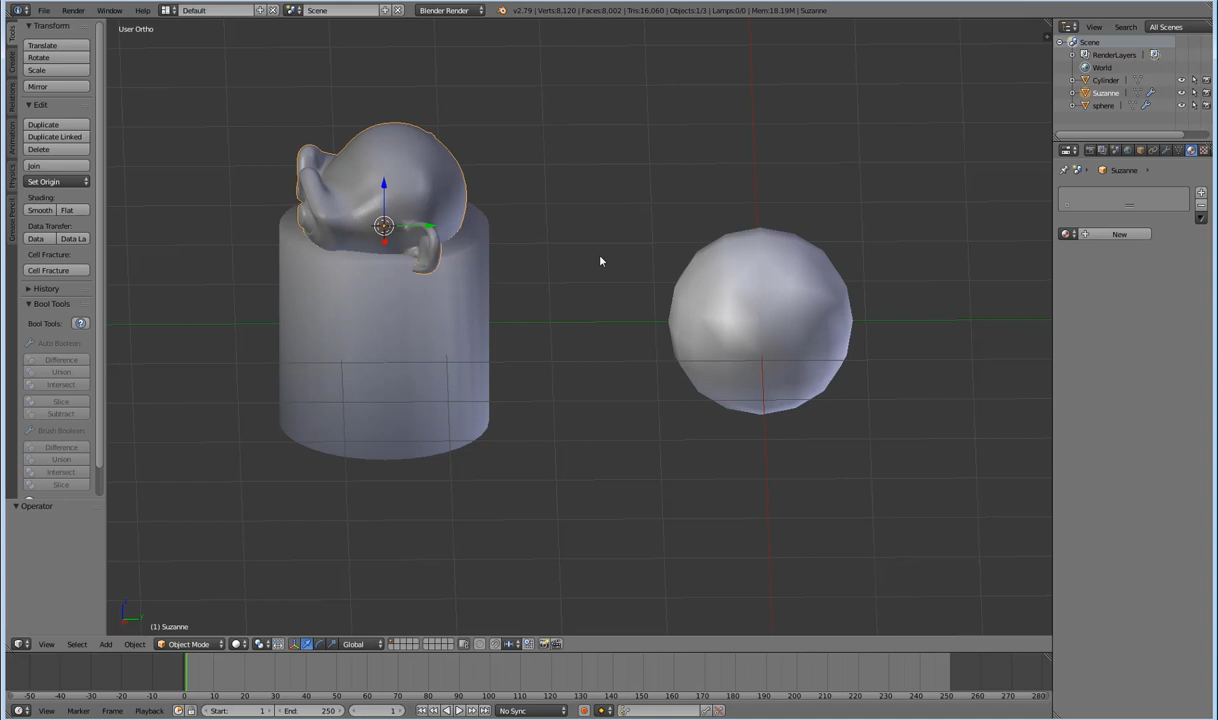 File Render Window Help Default Scene Blender Render v2.79 | Verts:8,120 | Faces:8,002 | Tris:16,060 | Objects:1/3 | Lamps:0/0 | Mem:18.19M | Suzanne
Tools
Create
Relations
Animation
Physics
Grease Pencil
Transform
Translate
Rotate
Scale
Mirror
Edit
Duplicate
Duplicate Linked
Delete
Join
Set Origin
Shading:
Smooth Flat
Data Transfer:
Data Data La
Cell Fracture:
Cell Fracture
History
Bool Tools
Bool Tools:
Auto Boolean
Difference
Union
Intersect
Slice
Subtract
Brush Boolean
Difference
Union
Intersect
Slice
Operator
User Ortho
(1) Suzanne
View Search All Scenes
Scene
RenderLayers
World
Cylinder
Suzanne
sphere
Suzanne
New
View Select Add Object Object Mode Global
-50 -40 -30 -20 -10 0 10 20 30 40 50 60 70 80 90 100 110 120 130 140 150 160 170 180 190 200 210 220 230 240 250 260 270 280
View Marker Frame Playback Start: 1 End: 250 1 No Sync